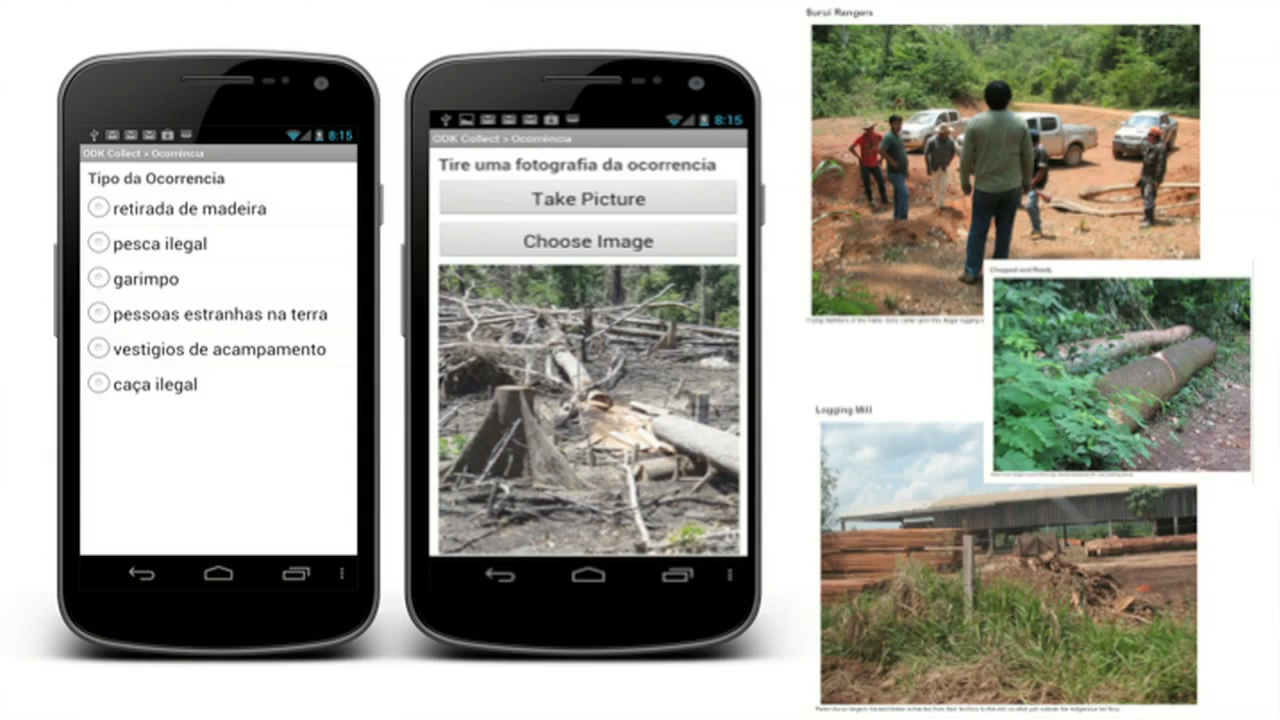 8:15
ODK Collect > Ocorrência
Tipo da Ocorrencia
retirada de madeira
pesca ilegal
garimpo
pessoas estranhas na terra
vestigios de acampamento
caça ilegal
8:15
ODK Collect > Ocorrência
Tire uma fotografia da ocorrencia
Take Picture
Choose Image
Surui Rangers
Chopped and Ready
Logging Mill